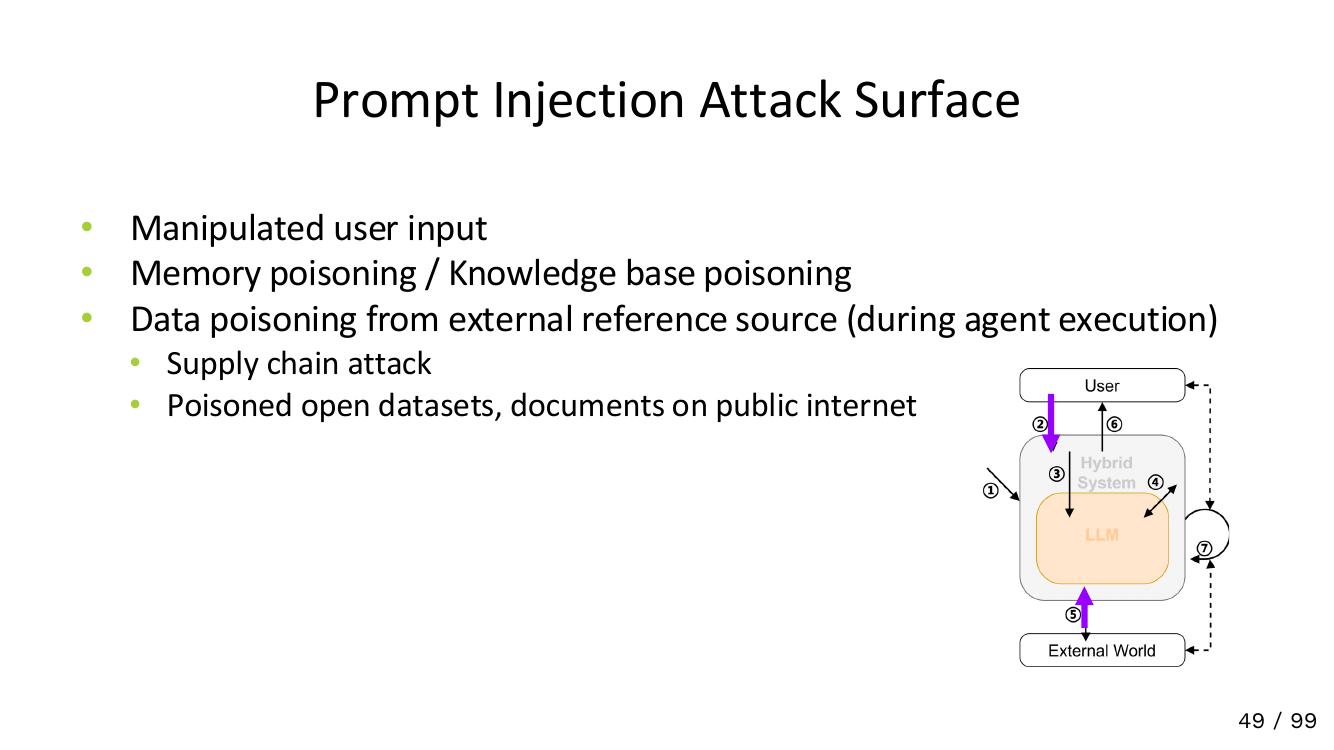 Prompt Injection Attack Surface
• Manipulated user input
• Memory poisoning / Knowledge base poisoning
• Data poisoning from external reference source (during agent execution)
• Supply chain attack
• Poisoned open datasets, documents on public internet
User
② ⑥
Hybrid
③
System ④
①
LLM
⑦
⑤
External World
49 / 99